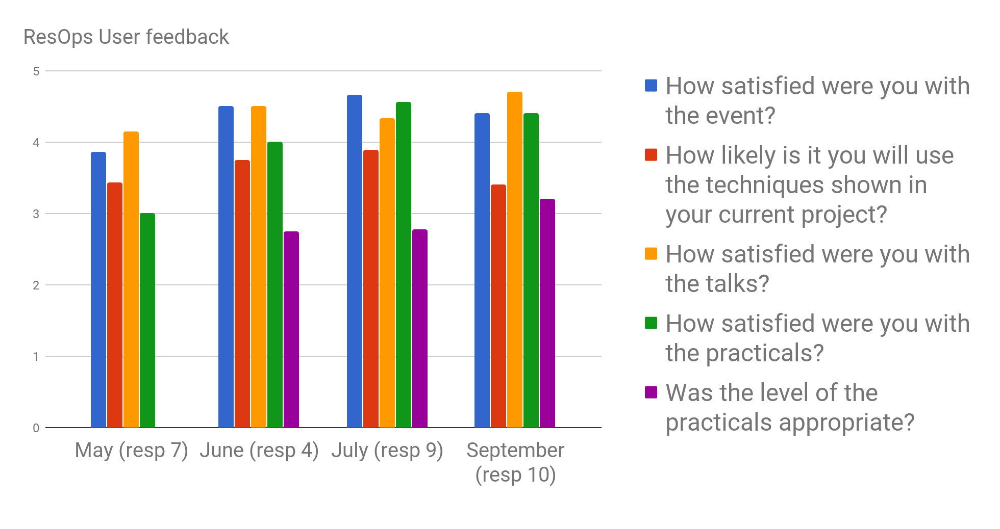 ResOps User feedback
5
4
3
2
1
0
May (resp 7)
June (resp 4)
July (resp 9)
September
(resp 10)
How satisfied were you with
the event?
How likely is it you will use
the techniques shown in
your current project?
How satisfied were you with
the talks?
How satisfied were you with
the practicals?
Was the level of the
practicals appropriate?